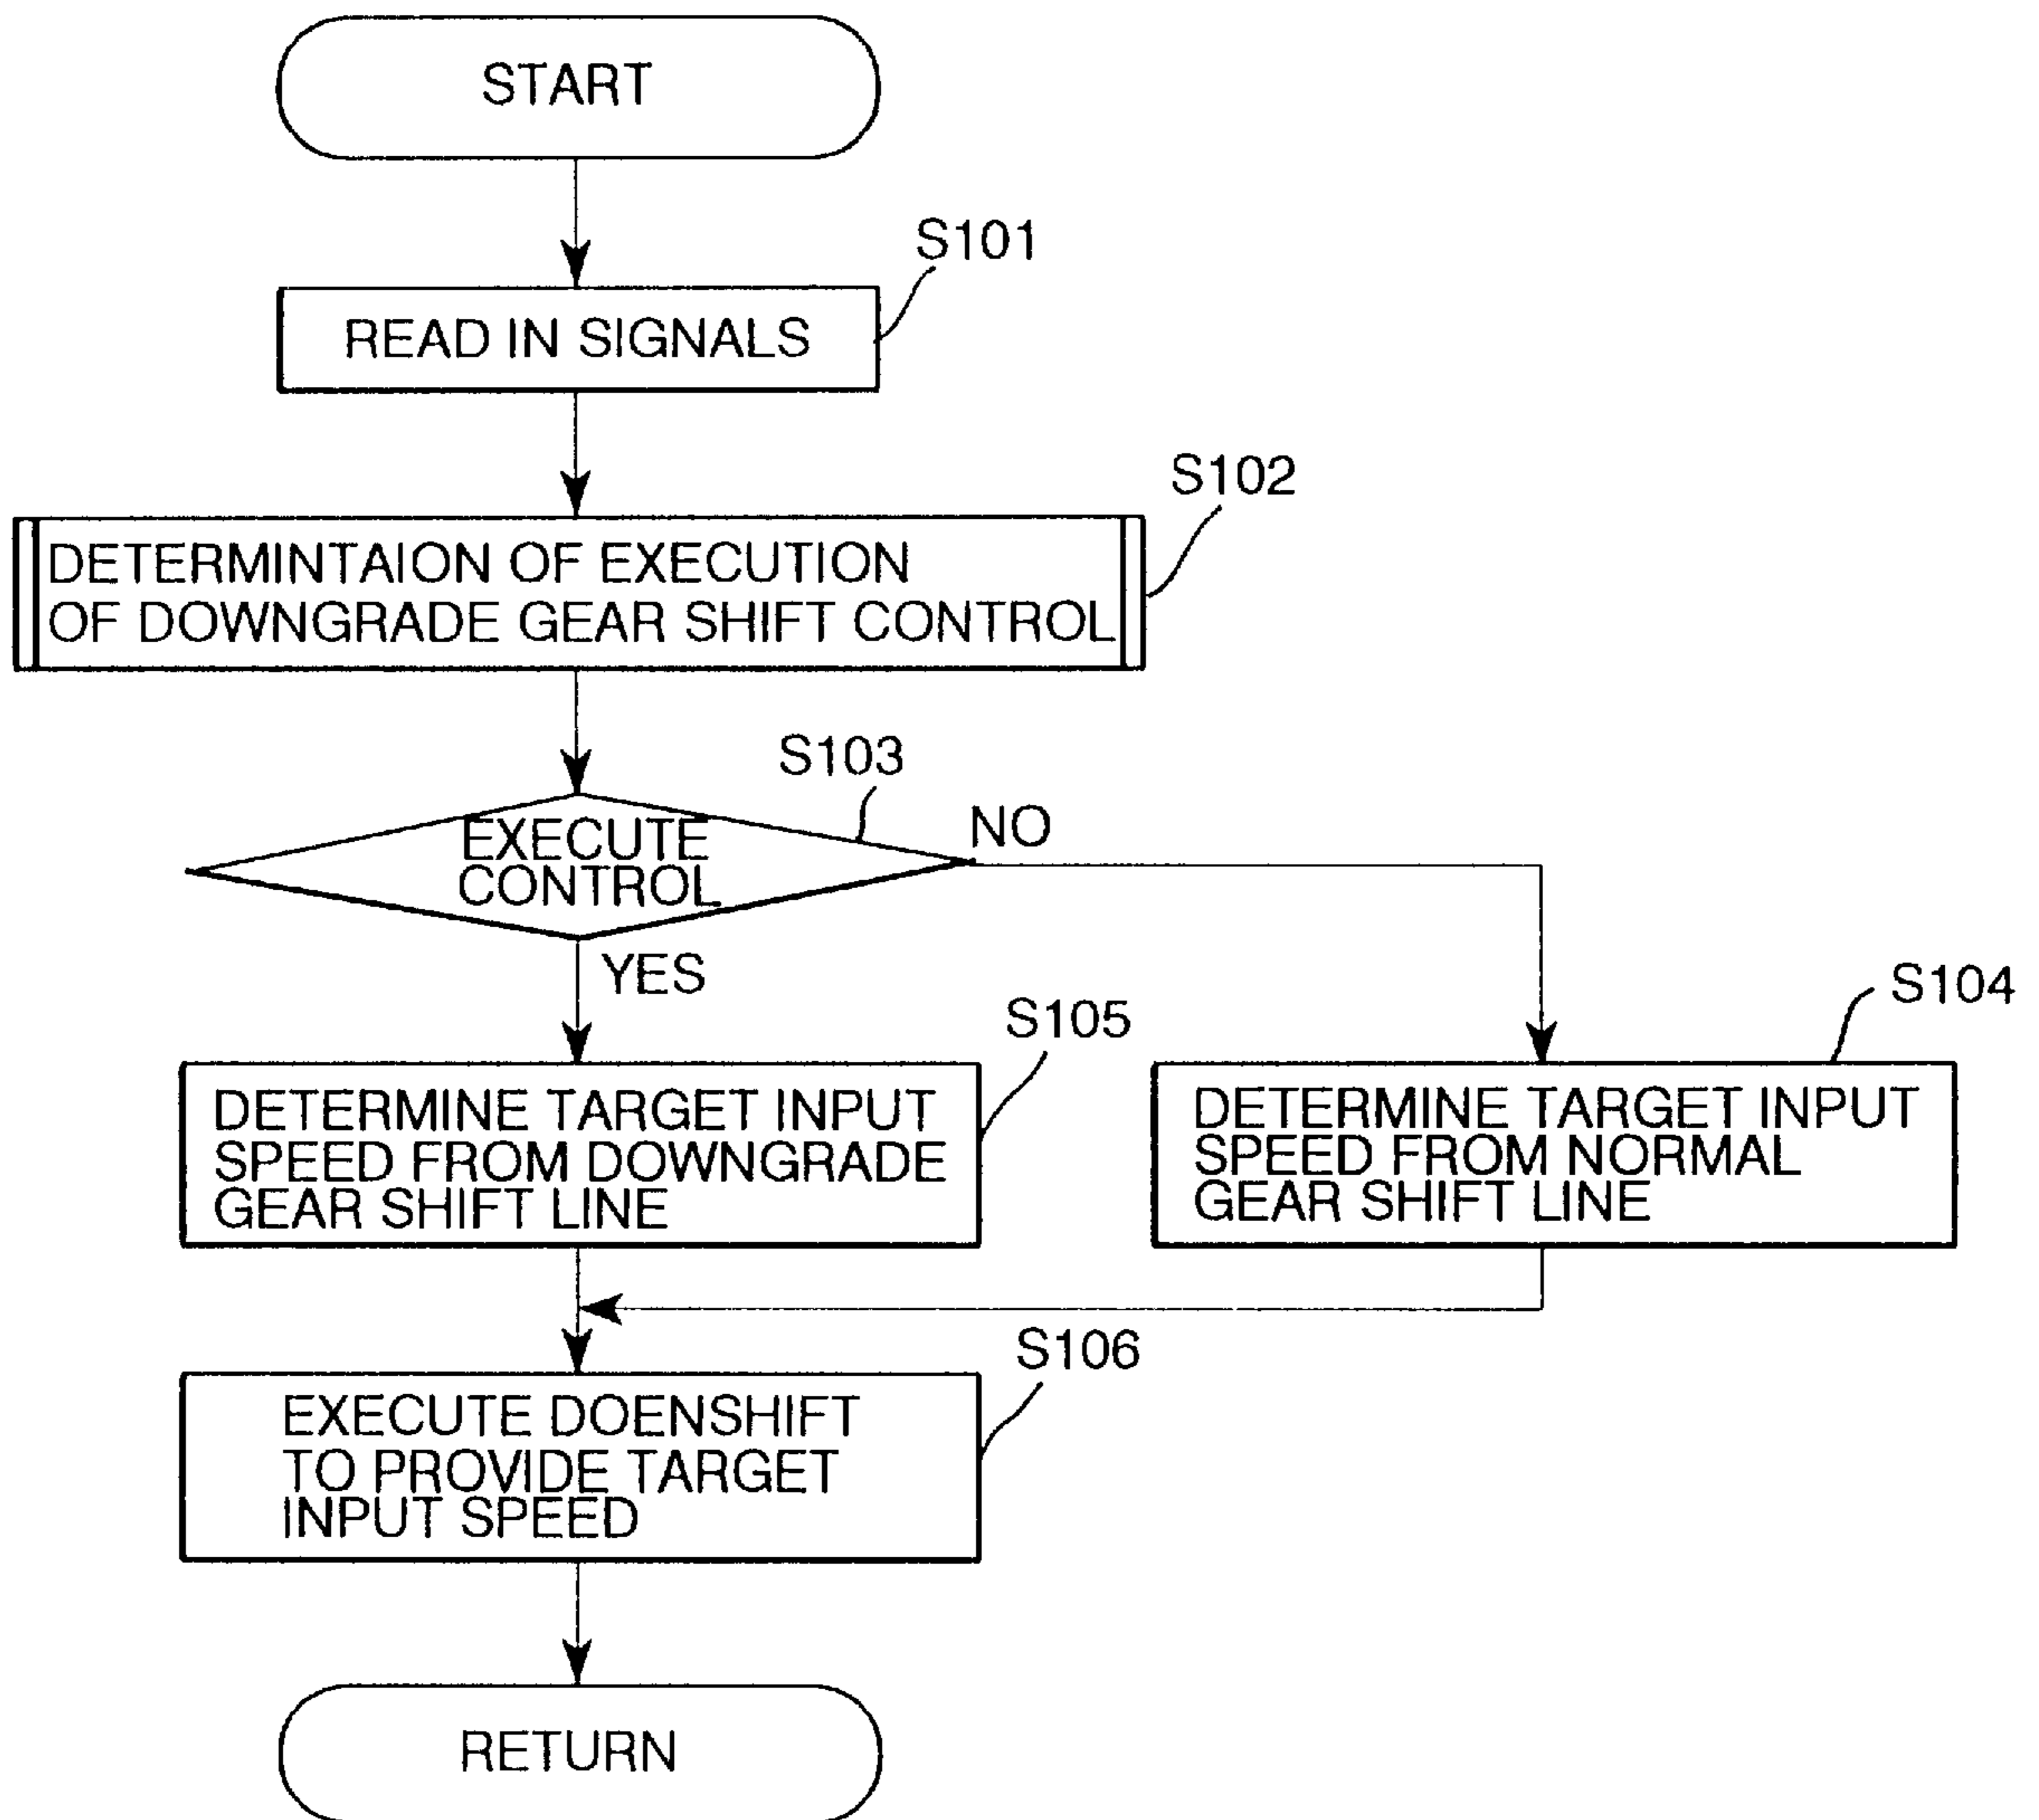 START
S101
READ IN SIGNALS
S102
DETERMINTAION OF EXECUTION
OF DOWNGRADE GEAR SHIFT CONTROL
S103
EXECUTE
CONTROL
NO
YES
S105
DETERMINE TARGET INPUT
SPEED FROM DOWNGRADE
GEAR SHIFT LINE
S104
DETERMINE TARGET INPUT
SPEED FROM NORMAL
GEAR SHIFT LINE
S106
EXECUTE DOENSHIFT
TO PROVIDE TARGET
INPUT SPEED
RETURN